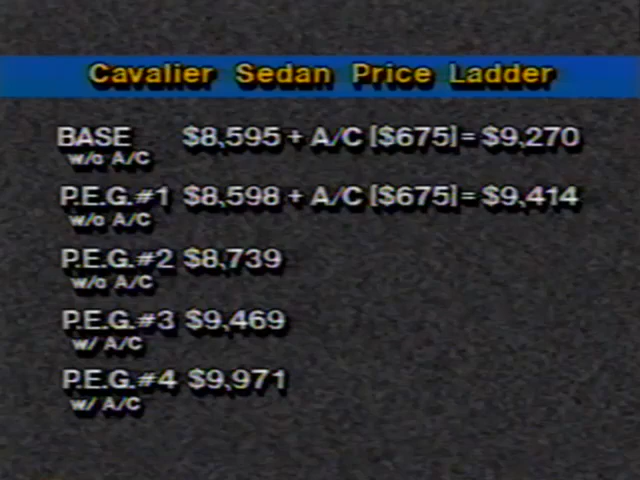 Cavalier Sedan Price Ladder
BASE $8,595 + A/C [$675] = $9,270
w/o A/C
P.E.G.#1 $8,598 + A/C [$675] = $9,414
w/o A/C
P.E.G.#2 $8,739
w/o A/C
P.E.G.#3 $9,469
w/ A/C
P.E.G.#4 $9,971
w/ A/C